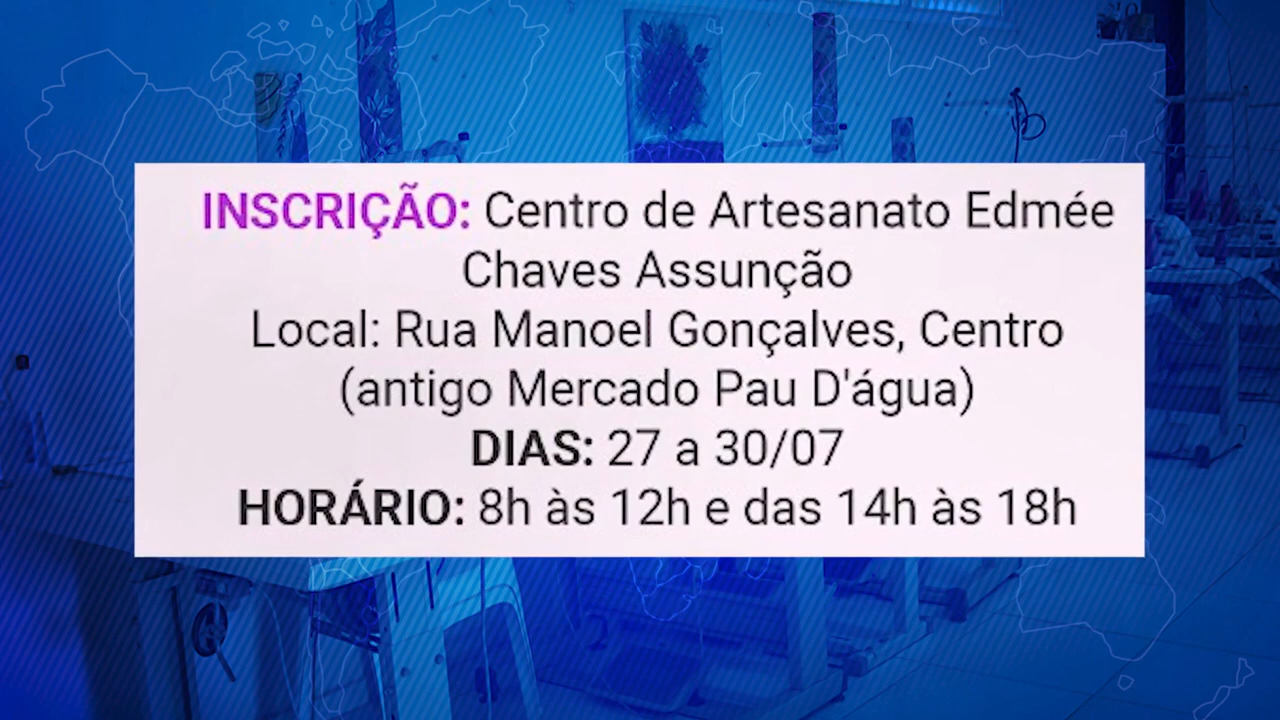 INSCRIÇÃO: Centro de Artesanato Edmée
Chaves Assunção
Local: Rua Manoel Gonçalves, Centro
(antigo Mercado Pau D'água)
DIAS: 27 a 30/07
HORÁRIO: 8h às 12h e das 14h às 18h